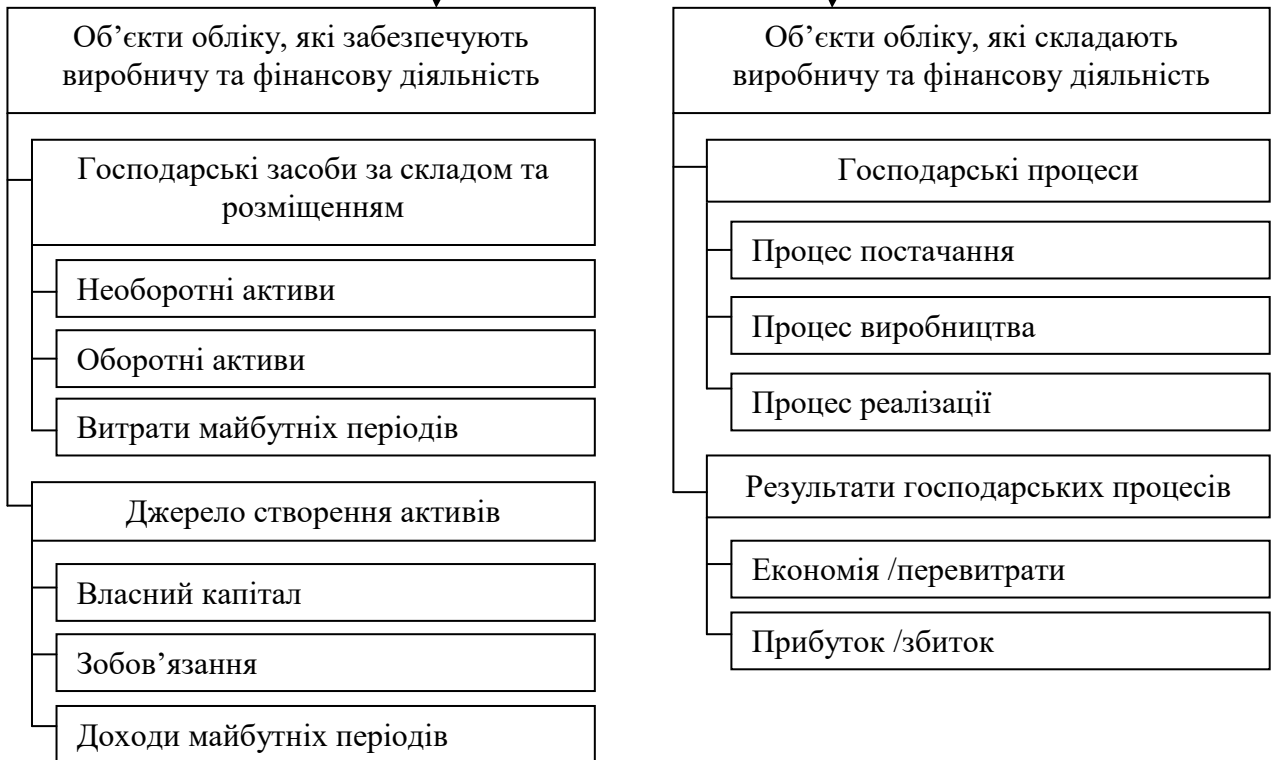 Об’єкти обліку, які забезпечують
виробничу та фінансову діяльність
Господарські засоби за складом та
розміщенням
Необоротні активи
Оборотні активи
Витрати майбутніх періодів
Джерело створення активів
Власний капітал
Зобов’язання
Доходи майбутніх періодів
Об’єкти обліку, які складають
виробничу та фінансову діяльність
Господарські процеси
Процес постачання
Процес виробництва
Процес реалізації
Результати господарських процесів
Економія /перевитрати
Прибуток /збиток